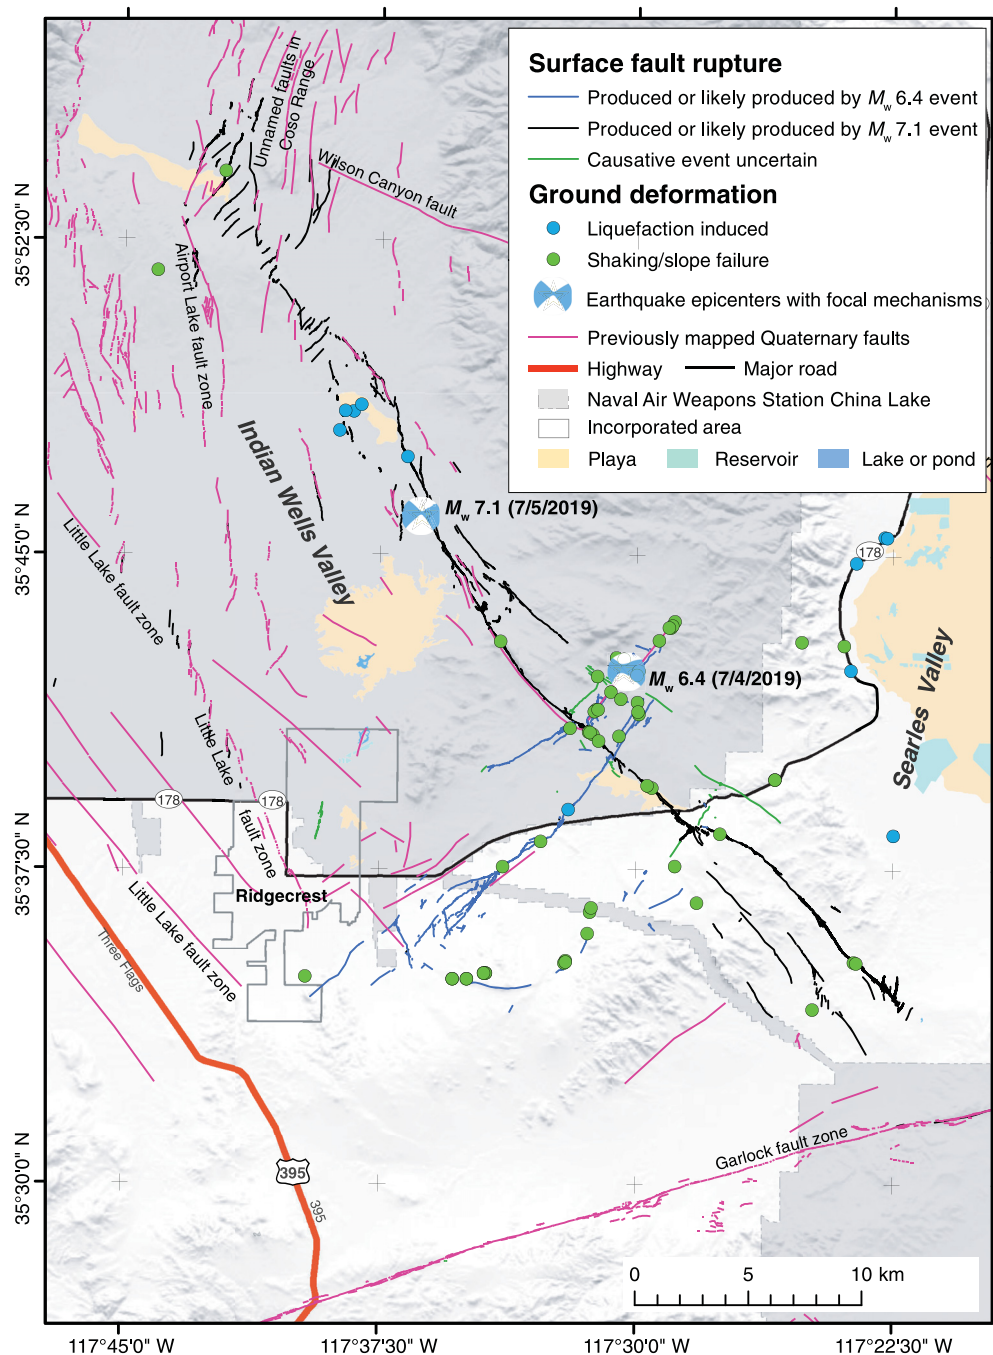 Surface fault rupture
Produced or likely produced by Mw 6.4 event
Produced or likely produced by Mw 7.1 event
Causative event uncertain
Ground deformation
Liquefaction induced
Shaking/slope failure
Earthquake epicenters with focal mechanisms
Previously mapped Quaternary faults
Highway
Major road
Naval Air Weapons Station China Lake
Incorporated area
Playa
Reservoir
Lake or pond
Unnamed faults in
Coso Range
Wilson Canyon fault
Airport Lake fault zone
Indian Wells Valley
Mw 7.1 (7/5/2019)
Little Lake fault zone
178
Mw 6.4 (7/4/2019)
Searles Valley
Little Lake
fault zone
178
178
Ridgecrest
Little Lake fault zone
Three Flags
Garlock fault zone
395
395
0
5
10 km
35°52'30" N
35°45'0" N
35°37'30" N
35°30'0" N
117°45'0" W
117°37'30" W
117°30'0" W
117°22'30" W